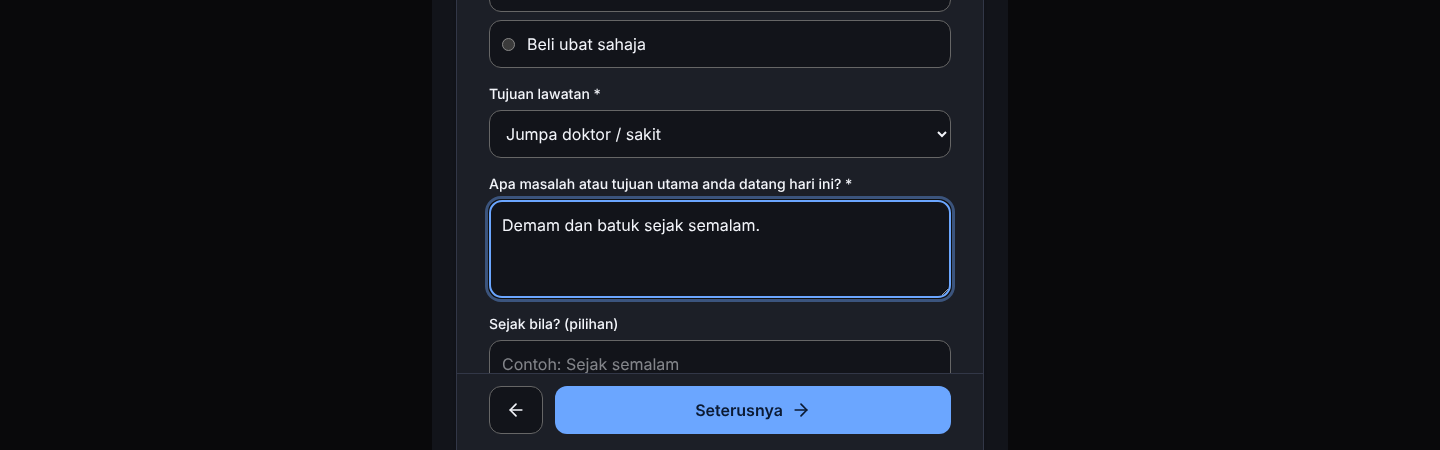 Beli ubat sahaja
Tujuan lawatan *
Jumpa doktor / sakit
Apa masalah atau tujuan utama anda datang hari ini? *
Demam dan batuk sejak semalam.
Sejak bila? (pilihan)
Contoh: Sejak semalam
Seterusnya